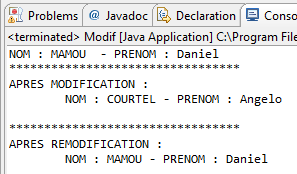 Problems @ Javadoc Declaration Conso
<terminated> Modif [Java Application] C:\Program File
NOM : MAMOU  - PRENOM : Daniel
*********************************
APRES MODIFICATION :
        NOM : COURTEL - PRENOM : Angelo
*********************************
APRES REMODIFICATION :
        NOM : MAMOU - PRENOM : Daniel